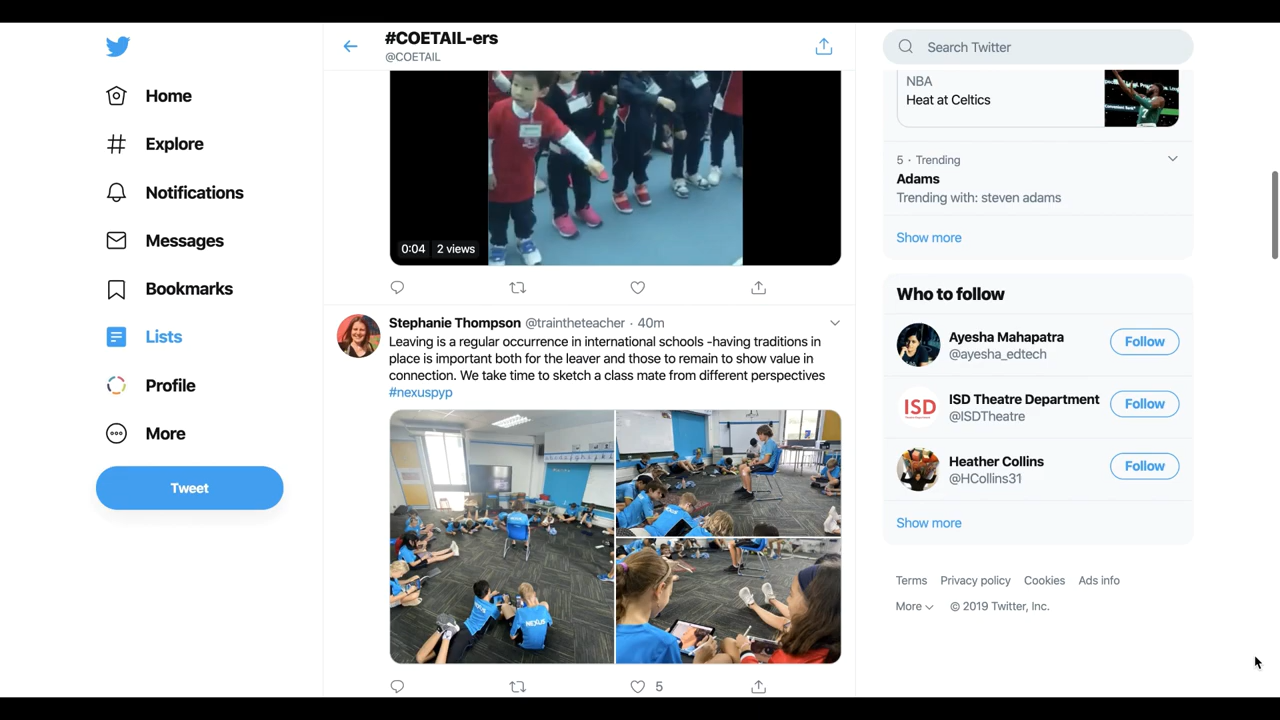 Home
Explore
Notifications
Messages
Bookmarks
Lists
Profile
More
Tweet
#COETAIL-ers
@COETAIL
0:04 2 views
Stephanie Thompson @traintheteacher · 40m
Leaving is a regular occurrence in international schools -having traditions in
place is important both for the leaver and those to remain to show value in
connection. We take time to sketch a class mate from different perspectives
#nexuspyp
NEXUS
NEXUS
5
Search Twitter
NBA
Heat at Celtics
5 · Trending
Adams
Trending with: steven adams
Show more
Who to follow
Ayesha Mahapatra
@ayesha_edtech
Follow
ISD
ISD Theatre Department
@ISDTheatre
Follow
Heather Collins
@HCollins31
Follow
Show more
Terms Privacy policy Cookies Ads info
More © 2019 Twitter, Inc.